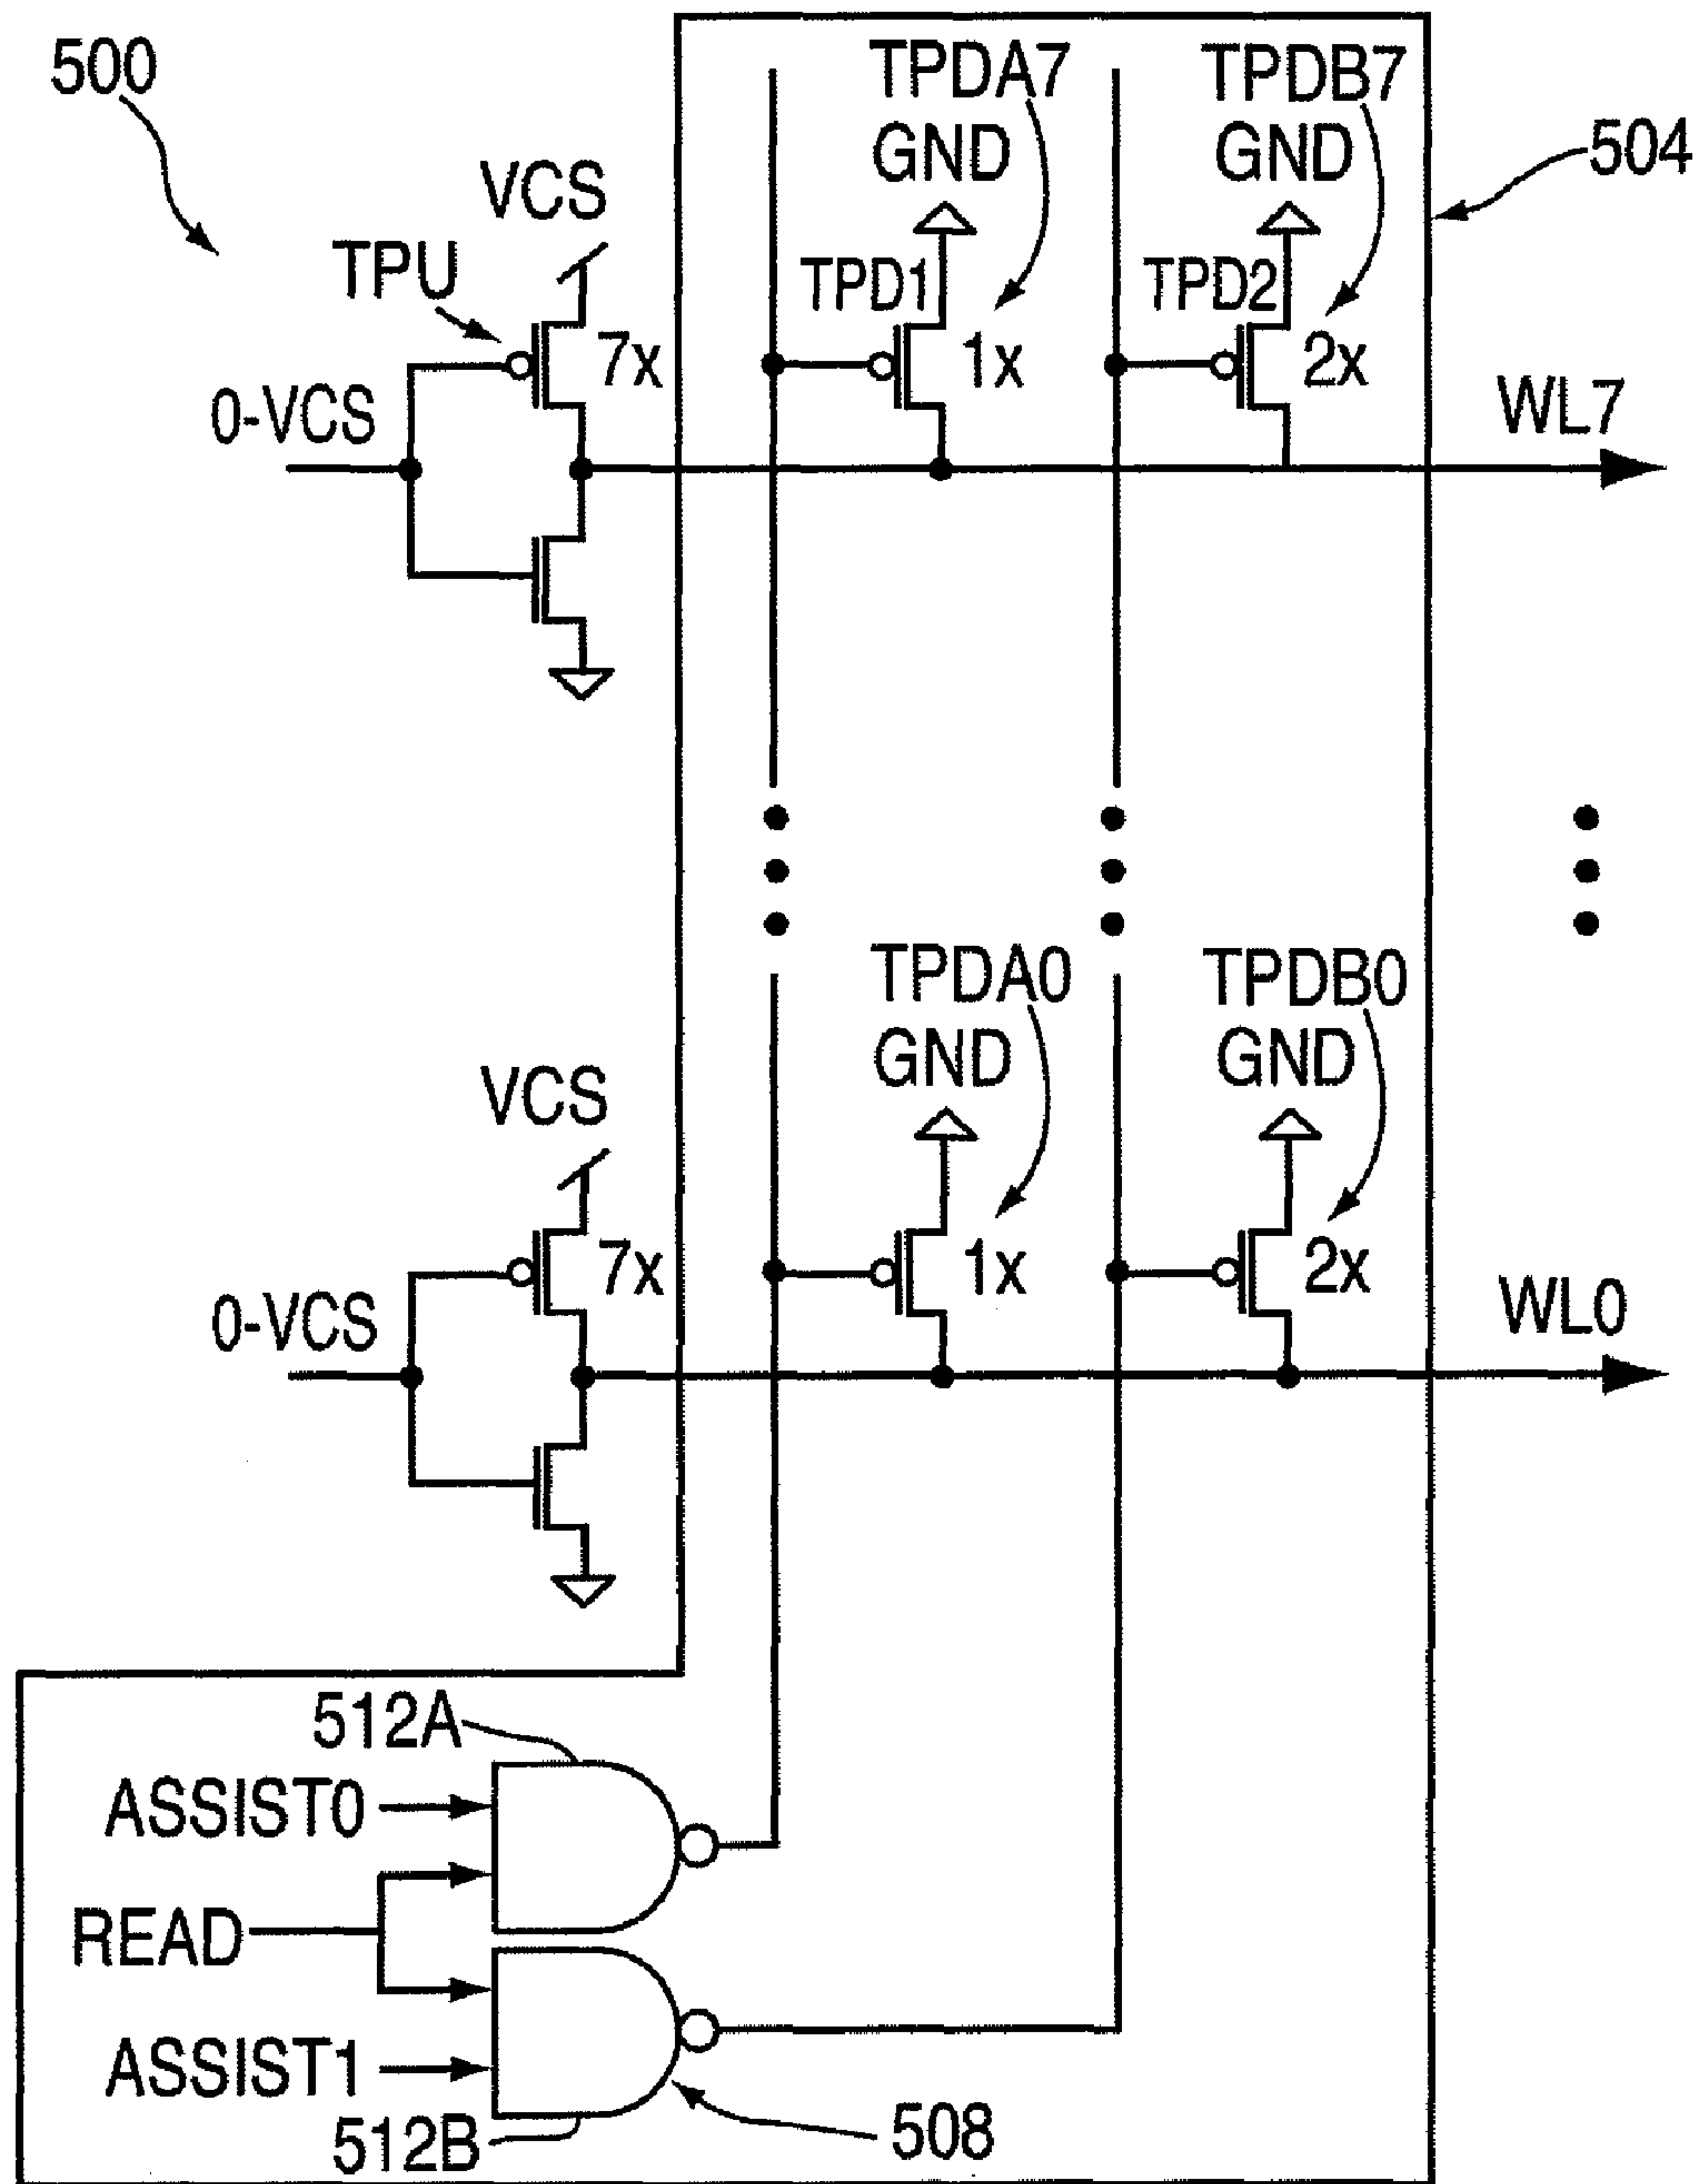 500
TPDA7
GND
TPDB7
GND
504
VCS
TPU
7x
TPD1
1x
TPD2
2x
0-VCS
WL7
TPDA0
GND
TPDB0
GND
VCS
7x
1x
2x
0-VCS
WL0
512A
ASSIST0
READ
ASSIST1
512B
508